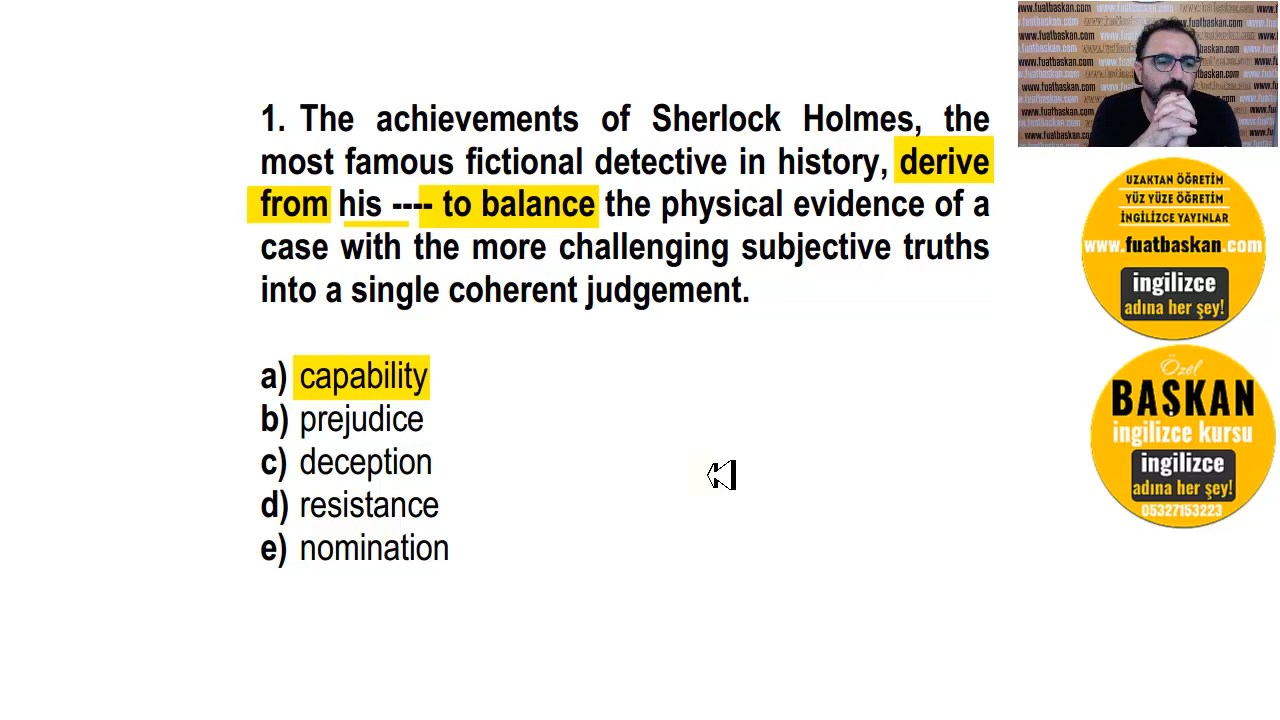 1. The achievements of Sherlock Holmes, the
most famous fictional detective in history, derive
from his ---- to balance the physical evidence of a
case with the more challenging subjective truths
into a single coherent judgement.
a) capability
b) prejudice
c) deception
d) resistance
e) nomination
www.fuatbaskan.com
UZAKTAN ÖĞRETİM
YÜZ YÜZE ÖĞRETİM
İNGİLİZCE YAYINLAR
www.fuatbaskan.com
ingilizce
adına her şey!
Özel
BAŞKAN
ingilizce kursu
ingilizce
adına her şey!
05327153223